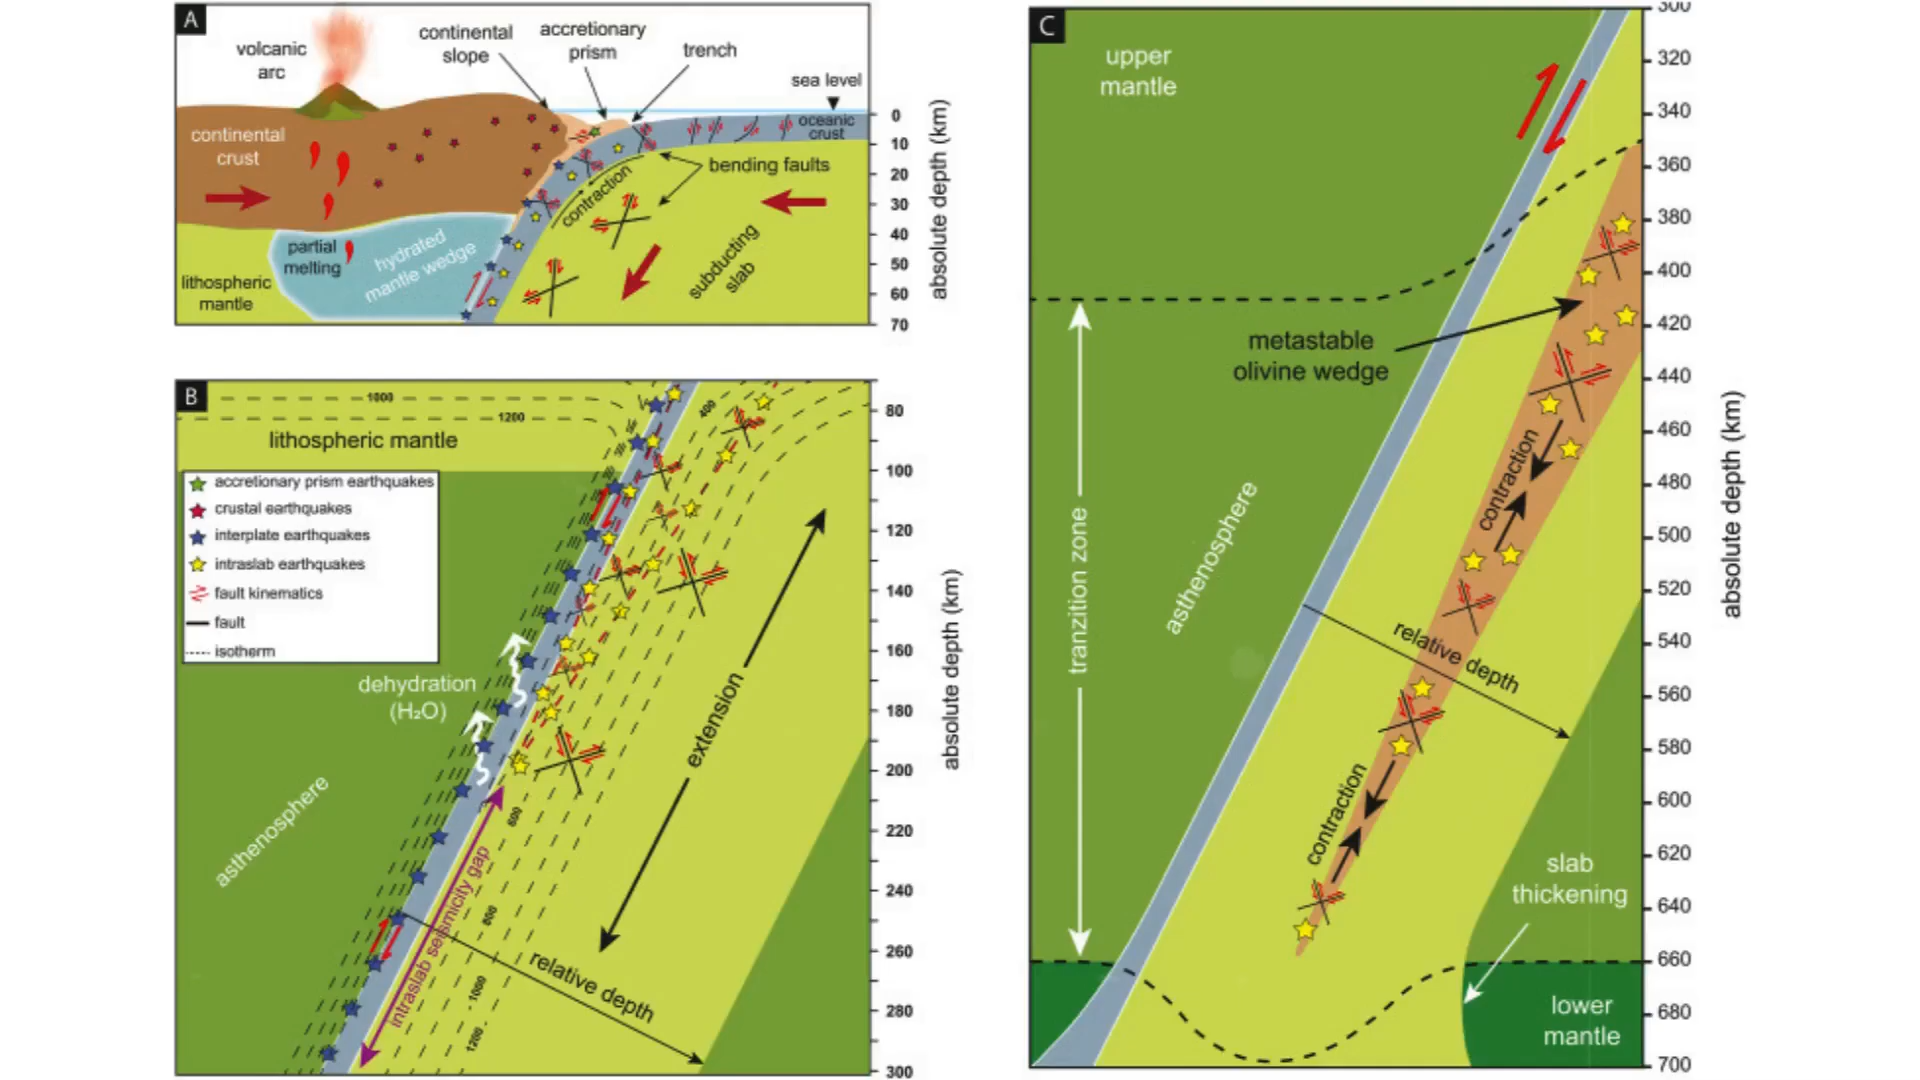 A
volcanic
arc
continental
slope
accretionary
prism
trench
sea level
oceanic
crust
continental
crust
bending faults
contraction
partial
melting
hydrated
mantle wedge
lithospheric
mantle
subducting
slab
0
10
20
30
40
50
60
70
absolute depth (km)
B
1000
1200
400
lithospheric mantle
accretionary prism earthquakes
crustal earthquakes
interplate earthquakes
intraslab earthquakes
fault kinematics
fault
isotherm
dehydration
(H₂O)
asthenosphere
extension
intraslab seismicity gap
600
800
1000
1200
relative depth
80
100
120
140
160
180
200
220
240
260
280
300
absolute depth (km)
C
upper
mantle
metastable
olivine wedge
tranzition zone
asthenosphere
contraction
relative depth
contraction
slab
thickening
lower
mantle
300
320
340
360
380
400
420
440
460
480
500
520
540
560
580
600
620
640
660
680
700
absolute depth (km)